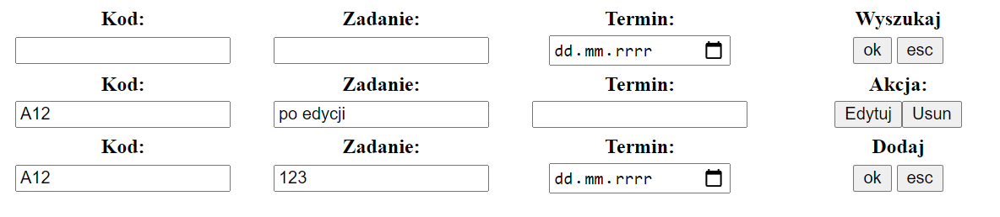 Kod: Zadanie: Termin: Wyszukaj
dd.mm.rrrr ok esc
Kod: Zadanie: Termin: Akcja:
A12 po edycji Edytuj Usun
Kod: Zadanie: Termin: Dodaj
A12 123 dd.mm.rrrr ok esc